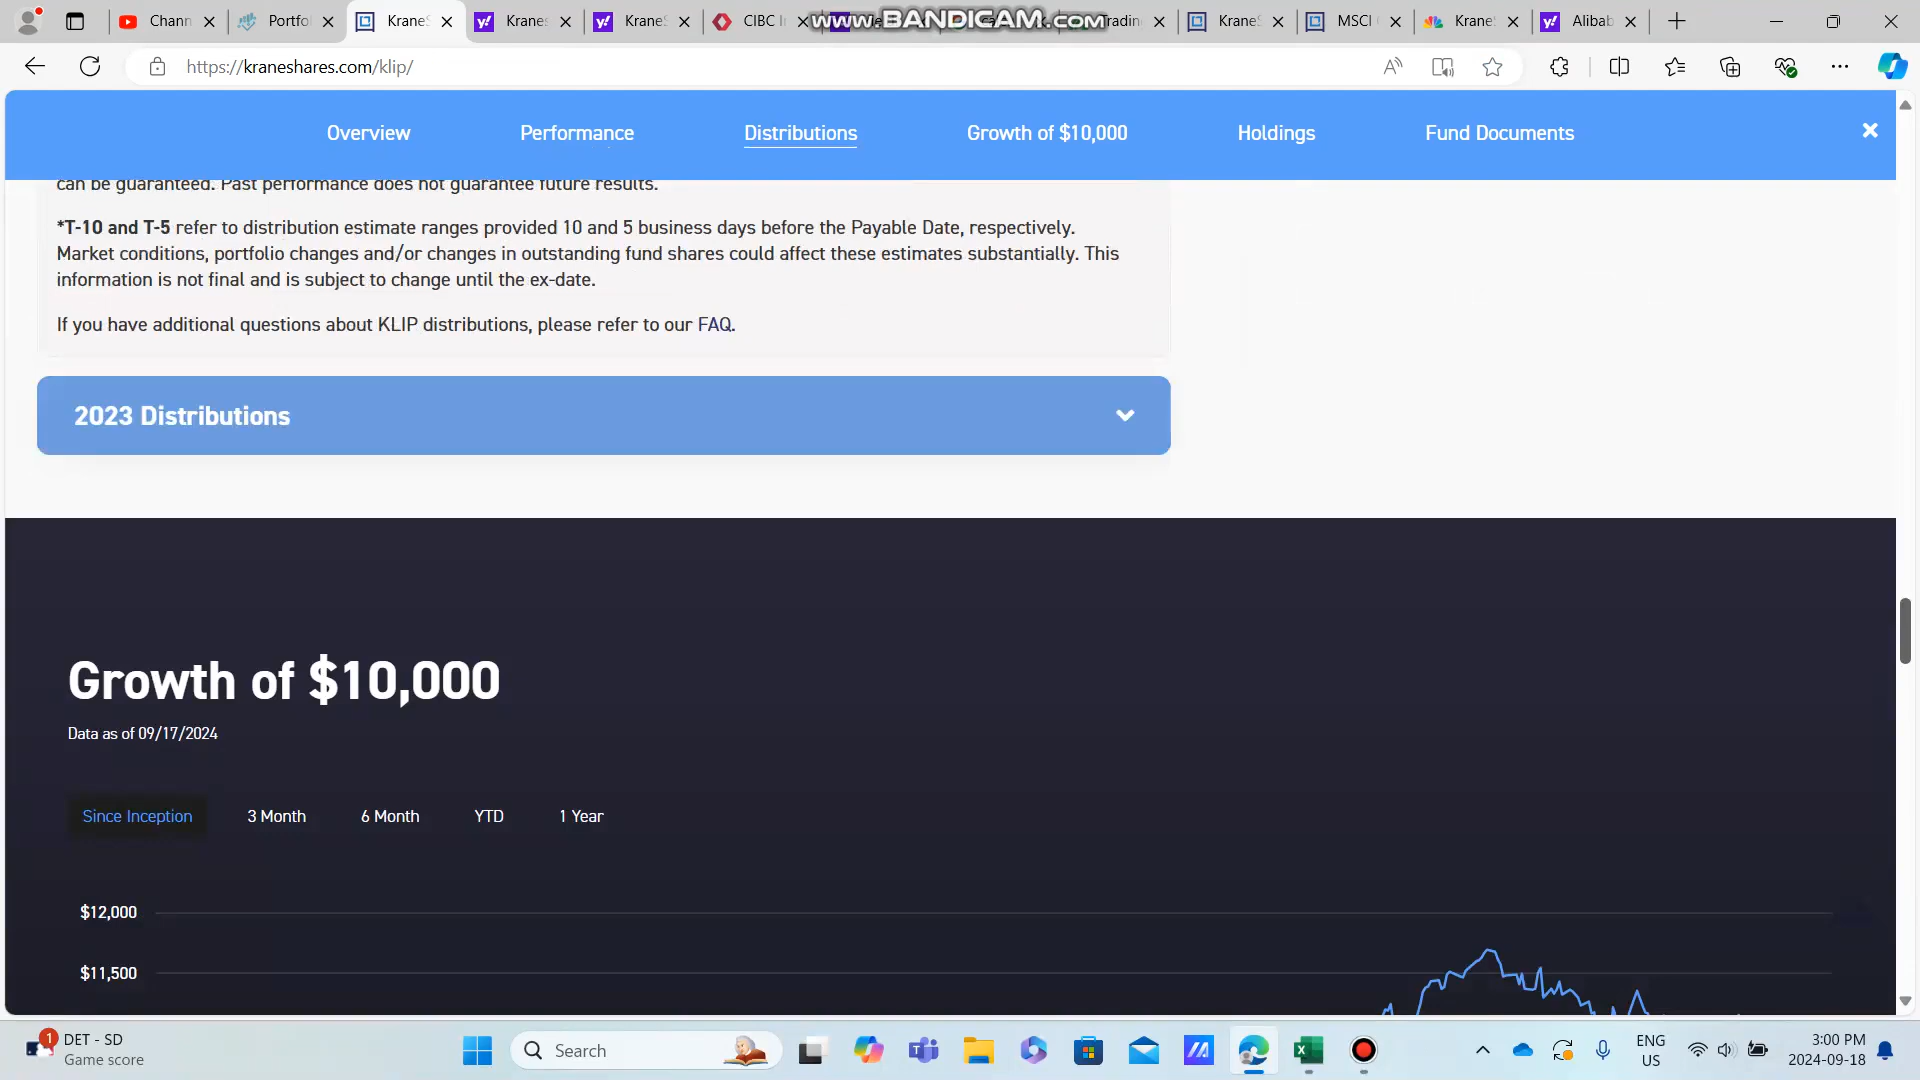 Chann
Portfo
Krane
Krane
Krane
CIBC I
Tradin
Krane
MSCI
Krane
Alibab
www.BANDICAM.com
https://kraneshares.com/klip/
Overview
Performance
Distributions
Growth of $10,000
Holdings
Fund Documents
can be guaranteed. Past performance does not guarantee future results.
*T-10 and T-5 refer to distribution estimate ranges provided 10 and 5 business days before the Payable Date, respectively.
Market conditions, portfolio changes and/or changes in outstanding fund shares could affect these estimates substantially. This
information is not final and is subject to change until the ex-date.
If you have additional questions about KLIP distributions, please refer to our FAQ.
2023 Distributions
Growth of $10,000
Data as of 09/17/2024
Since Inception
3 Month
6 Month
YTD
1 Year
$12,000
$11,500
1
DET - SD
Game score
Search
ENG
US
3:00 PM
2024-09-18